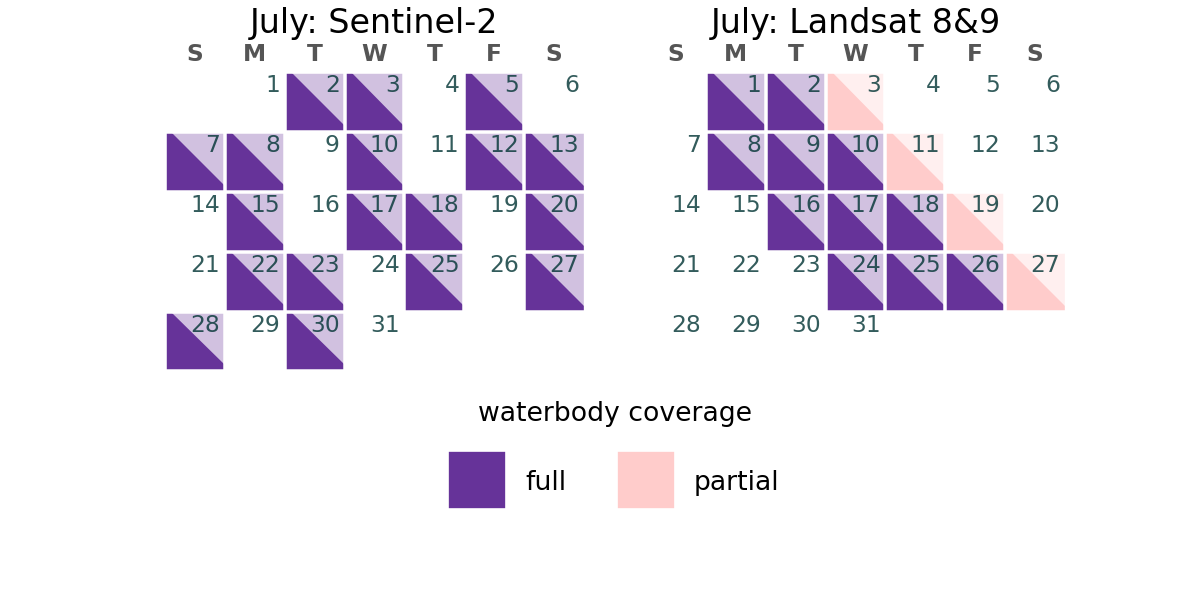 July: Sentinel-2
S M T W T F S
1 2 3 4 5 6
7 8 9 10 11 12 13
14 15 16 17 18 19 20
21 22 23 24 25 26 27
28 29 30 31
July: Landsat 8&9
S M T W T F S
1 2 3 4 5 6
7 8 9 10 11 12 13
14 15 16 17 18 19 20
21 22 23 24 25 26 27
28 29 30 31
waterbody coverage
full partial